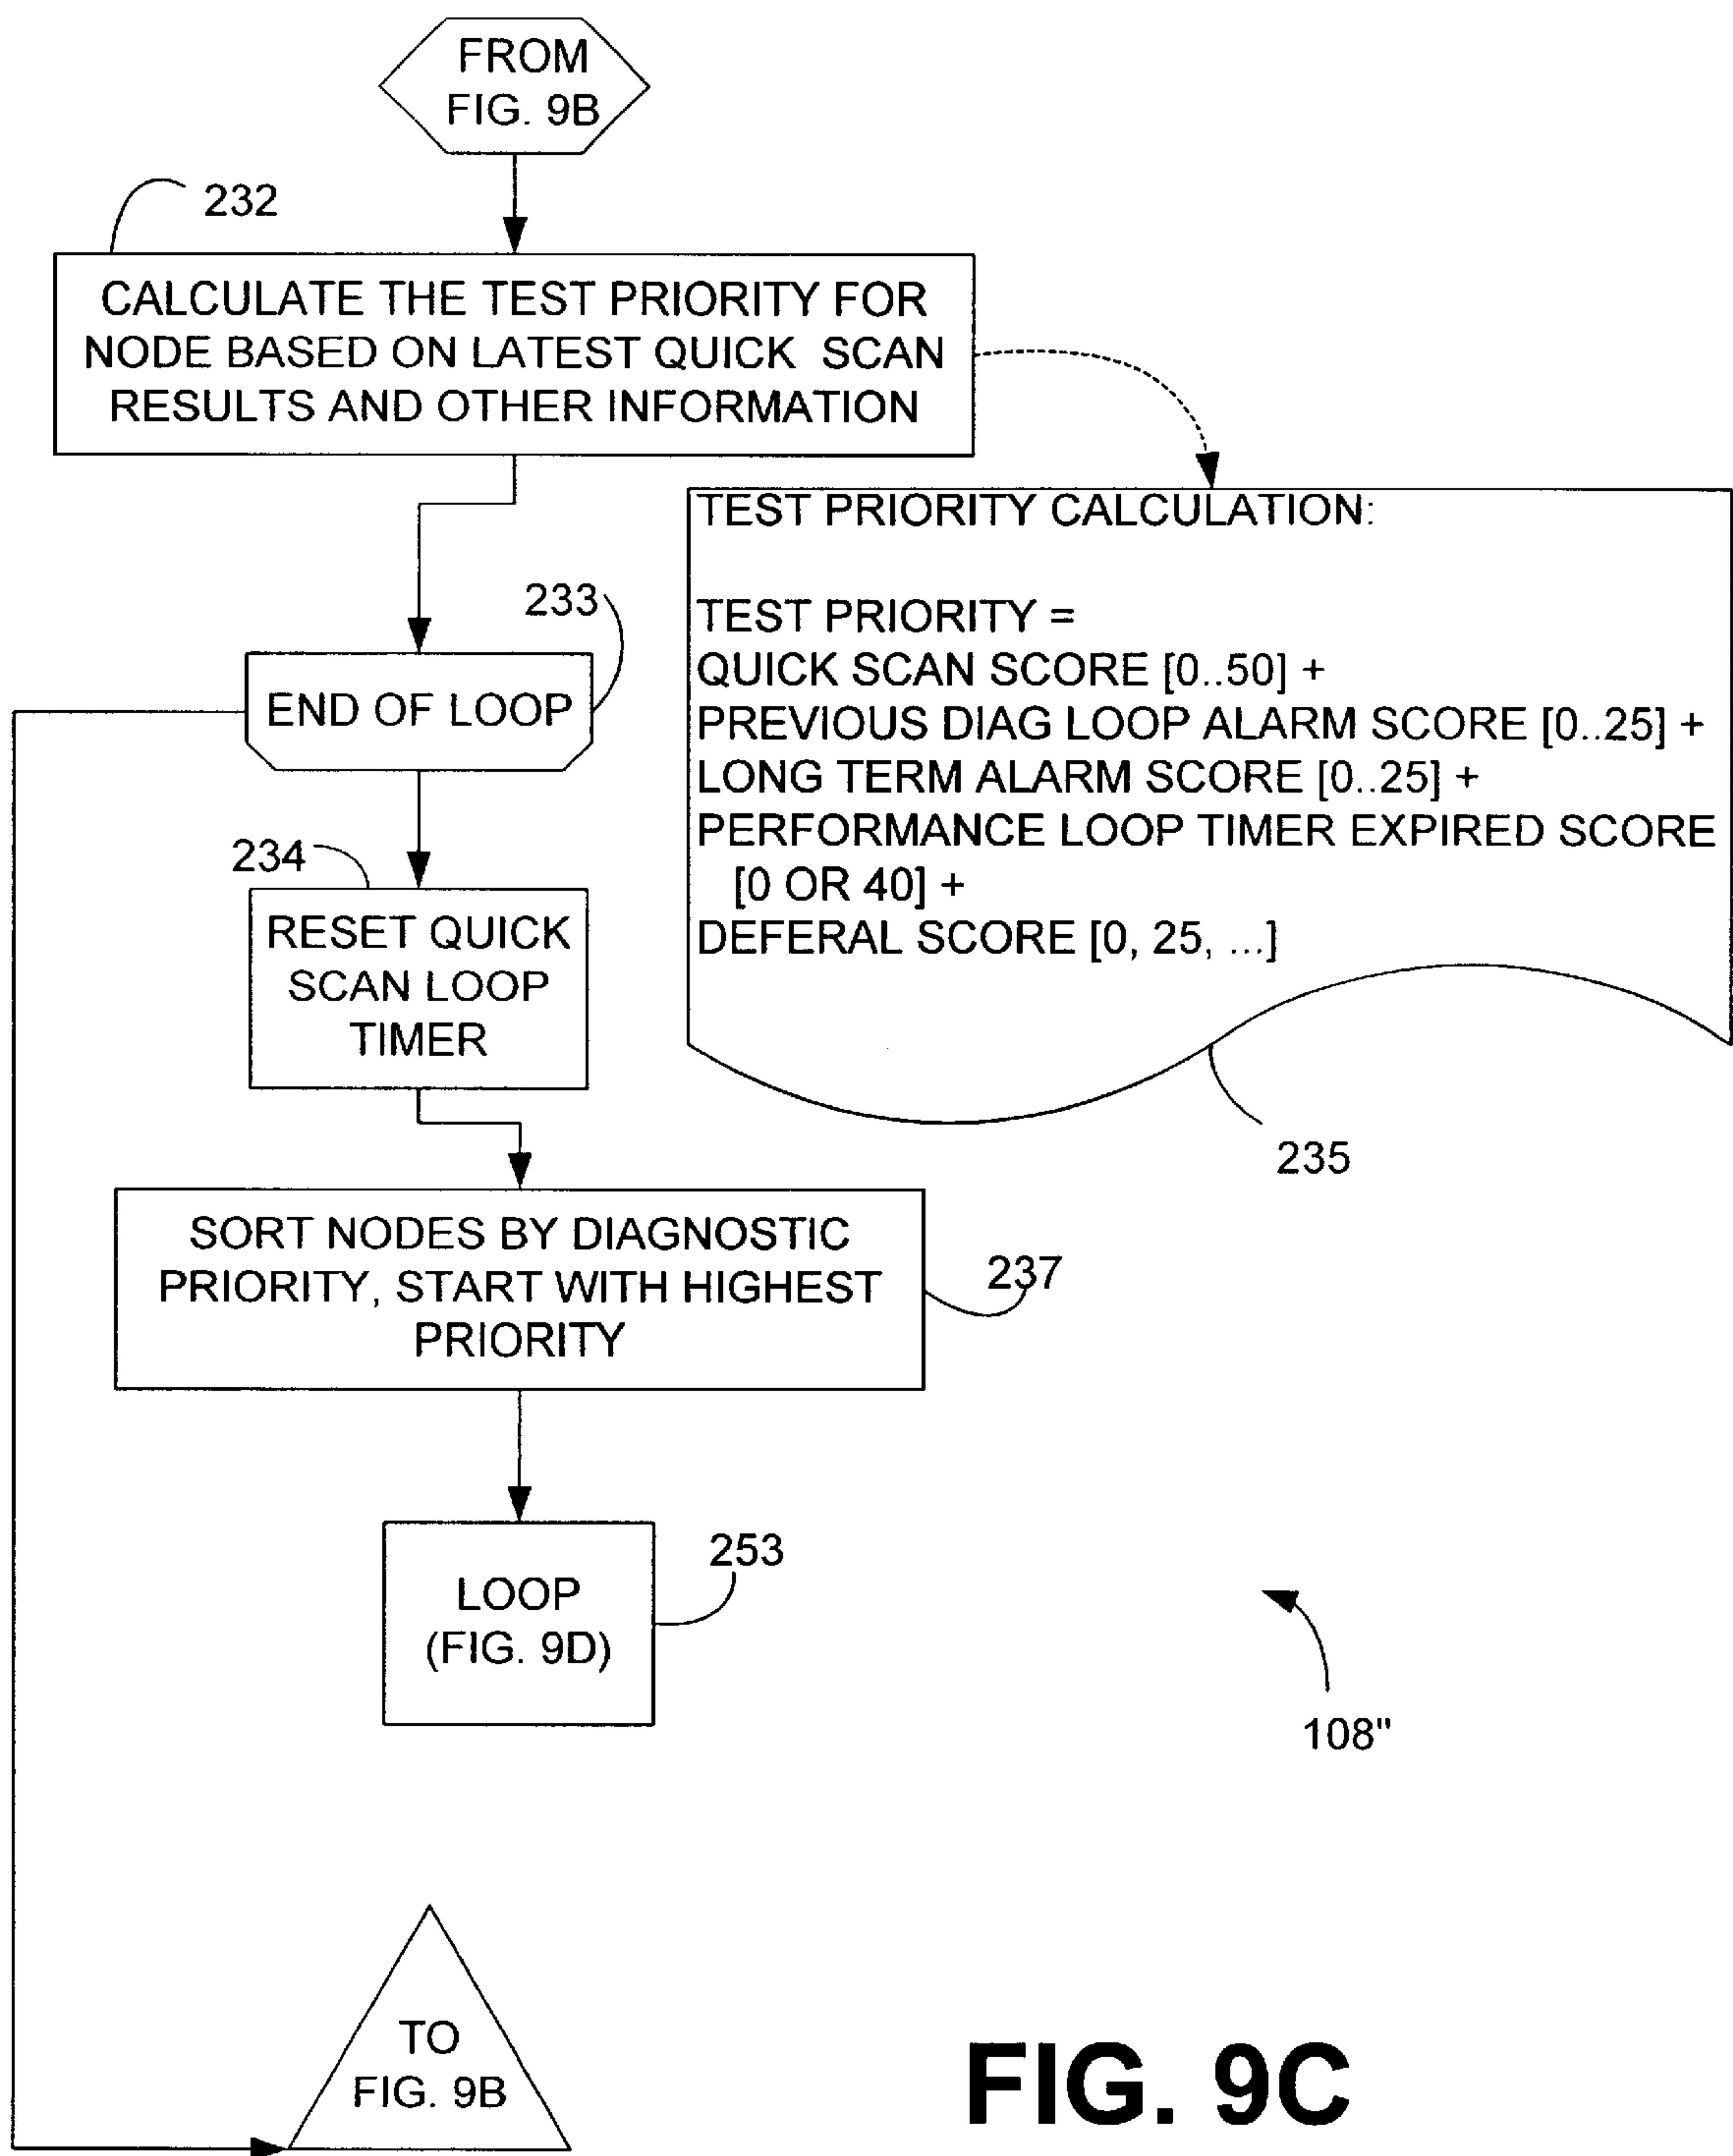 FROM
FIG. 9B
232
CALCULATE THE TEST PRIORITY FOR
NODE BASED ON LATEST QUICK SCAN
RESULTS AND OTHER INFORMATION
TEST PRIORITY CALCULATION:
TEST PRIORITY =
QUICK SCAN SCORE [0..50] +
PREVIOUS DIAG LOOP ALARM SCORE [0..25] +
LONG TERM ALARM SCORE [0..25] +
PERFORMANCE LOOP TIMER EXPIRED SCORE
[0 OR 40] +
DEFERAL SCORE [0, 25, ...]
235
233
END OF LOOP
234
RESET QUICK
SCAN LOOP
TIMER
SORT NODES BY DIAGNOSTIC
PRIORITY, START WITH HIGHEST
PRIORITY
237
LOOP
(FIG. 9D)
253
108"
TO
FIG. 9B
FIG. 9C